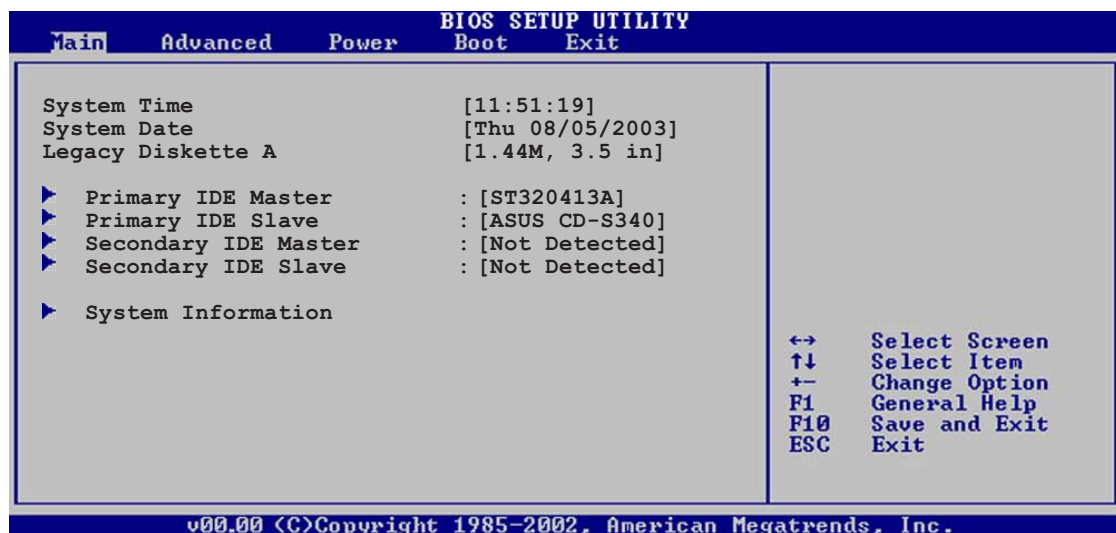 BIOS SETUP UTILITY
Main Advanced Power Boot Exit
System Time [11:51:19]
System Date [Thu 08/05/2003]
Legacy Diskette A [1.44M, 3.5 in]
Primary IDE Master : [ST320413A]
Primary IDE Slave : [ASUS CD-S340]
Secondary IDE Master : [Not Detected]
Secondary IDE Slave : [Not Detected]
System Information
←→ Select Screen
↑↓ Select Item
+- Change Option
F1 General Help
F10 Save and Exit
ESC Exit
v00.00 (C)Copyright 1985-2002, American Megatrends, Inc.